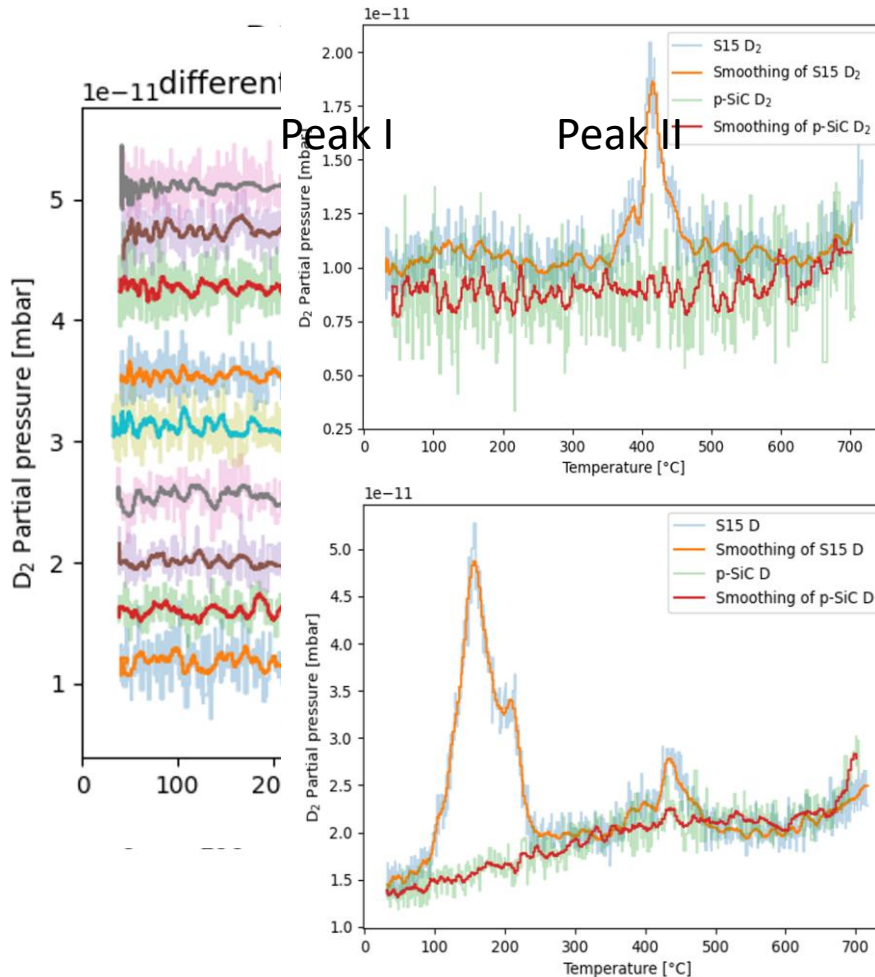 1e−11
different
Peak I
Peak II
D₂ Partial pressure [mbar]
5
4
3
2
1
0
100
20
1e−11
S15 D₂
Smoothing of S15 D₂
p-SiC D₂
Smoothing of p-SiC D₂
D₂ Partial pressure [mbar]
2.00
1.75
1.50
1.25
1.00
0.75
0.50
0.25
0
100
200
300
400
500
600
700
Temperature [°C]
1e−11
S15 D
Smoothing of S15 D
p-SiC D
Smoothing of p-SiC D
D₂ Partial pressure [mbar]
5.0
4.5
4.0
3.5
3.0
2.5
2.0
1.5
1.0
0
100
200
300
400
500
600
700
Temperature [°C]